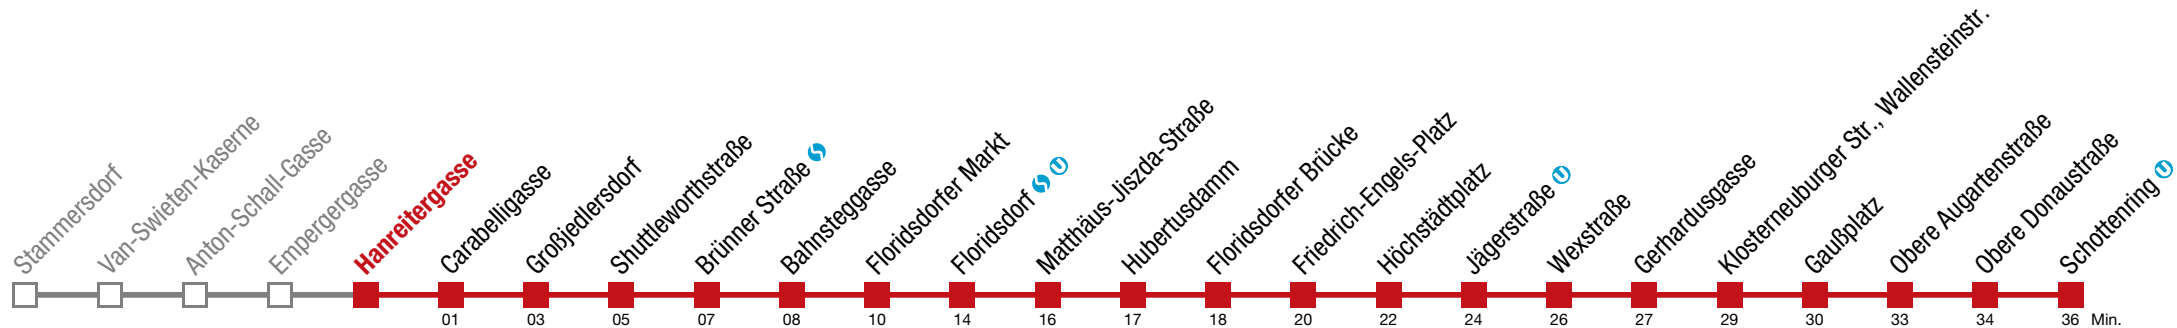 Stammersdorf
Van-Swieten-Kaserne
Anton-Schall-Gasse
Empergergasse
Hanreitergasse
Carabelligasse
Großjedlersdorf
Shuttleworthstraße
Brünner Straße S
Bahnsteggasse
Floridsdorfer Markt
Floridsdorf S U
Matthäus-Jiszda-Straße
Hubertusdamm
Floridsdorfer Brücke
Friedrich-Engels-Platz
Höchstädtplatz
Jägerstraße U
Wexstraße
Gerhardusgasse
Klosterneuburger Str., Wallensteinstr.
Gaußplatz
Obere Augartenstraße
Obere Donaustraße
Schottenring U
01 03 05 07 08 10 14 16 17 18 20 22 24 26 27 29 30 33 34 36 Min.